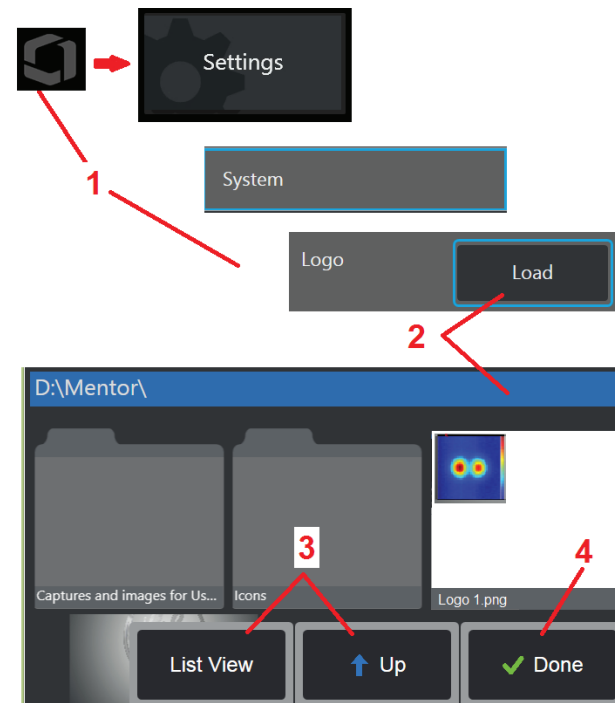 Settings
1
System
Logo
Load
2
D:\Mentor\
3
4
Captures and images for Us...
Icons
Logo 1.png
List View
Up
Done